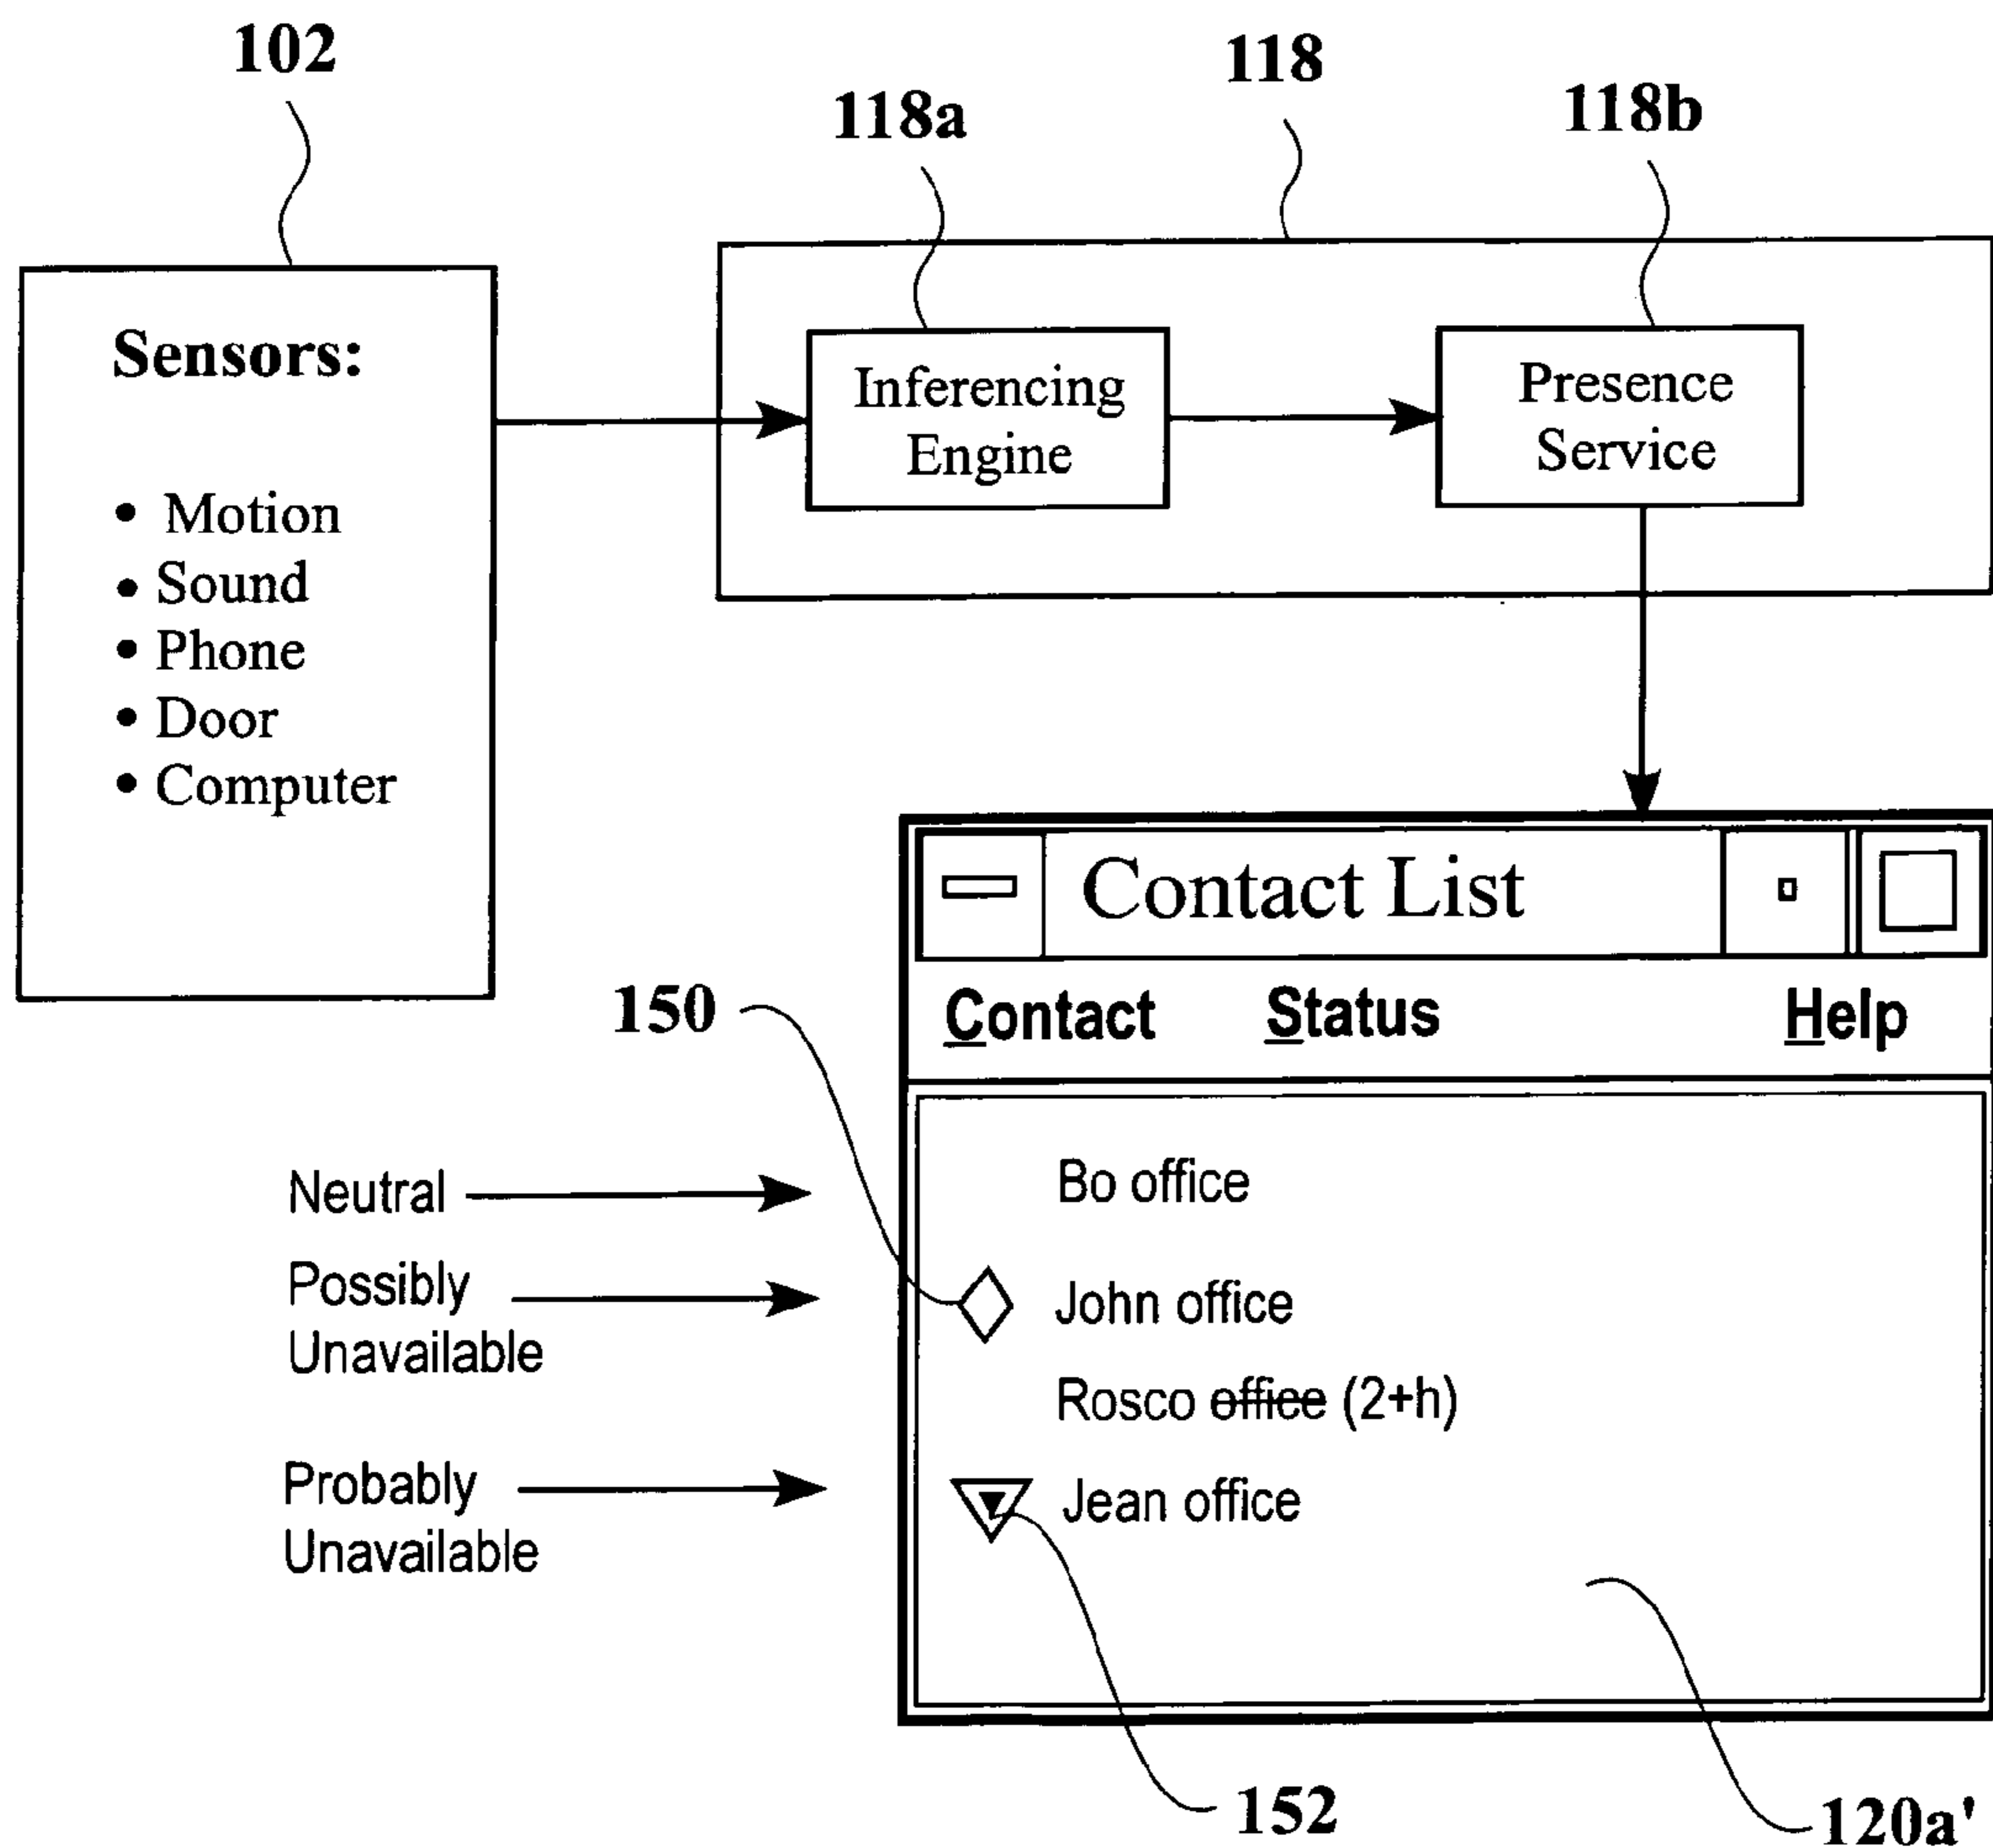 102
118
118a
118b
Sensors:
• Motion
• Sound
• Phone
• Door
• Computer
Inferencing
Engine
Presence
Service
Contact List
Contact Status Help
150
Neutral
Bo office
Possibly
Unavailable
John office
Rosco office (2+h)
Probably
Unavailable
Jean office
152
120a'